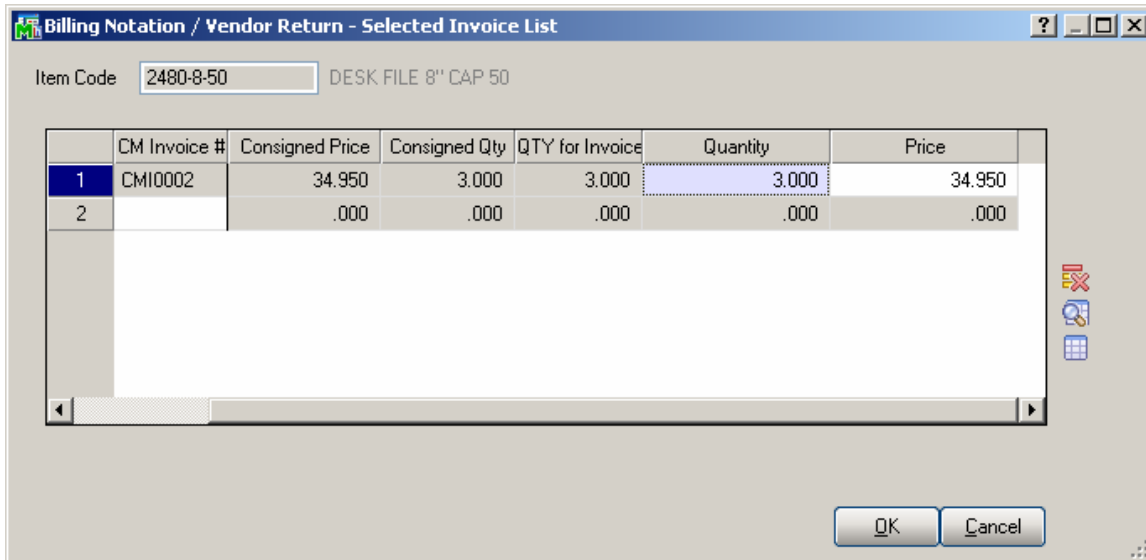 Billing Notation / Vendor Return - Selected Invoice List
Item Code 2480-8-50 DESK FILE 8" CAP 50
CM Invoice # Consigned Price Consigned Qty QTY for Invoice Quantity Price
1 CMI0002 34.950 3.000 3.000 3.000 34.950
2 .000 .000 .000 .000 .000
OK Cancel